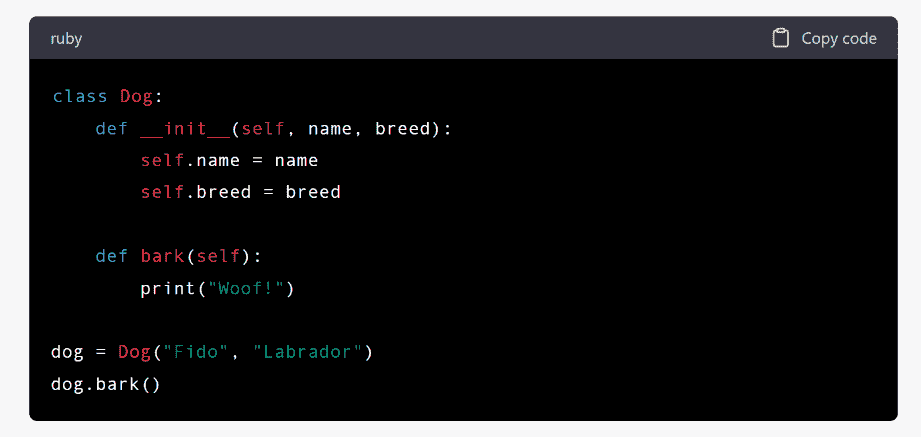 ruby
Copy code
class Dog:
    def __init__(self, name, breed):
        self.name = name
        self.breed = breed
    def bark(self):
        print("Woof!")
dog = Dog("Fido", "Labrador")
dog.bark()